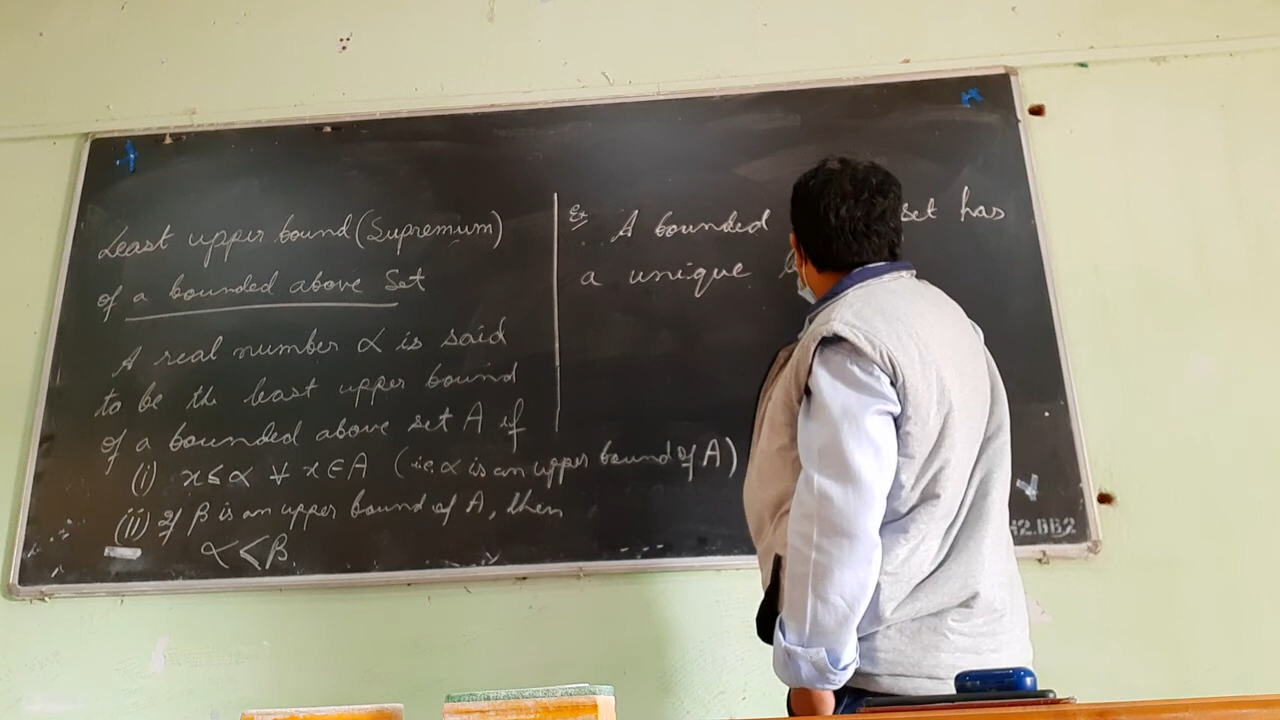 Least upper bound (Supremum)
of a bounded above Set
A real number α is said
to be the least upper bound
of a bounded above set A if
(i) x ≤ α ∀ x ∈ A (i.e. α is an upper bound of A)
(ii) If β is an upper bound of A, then
α ≤ β
Ex A bounded set has
a unique
H2.BB2